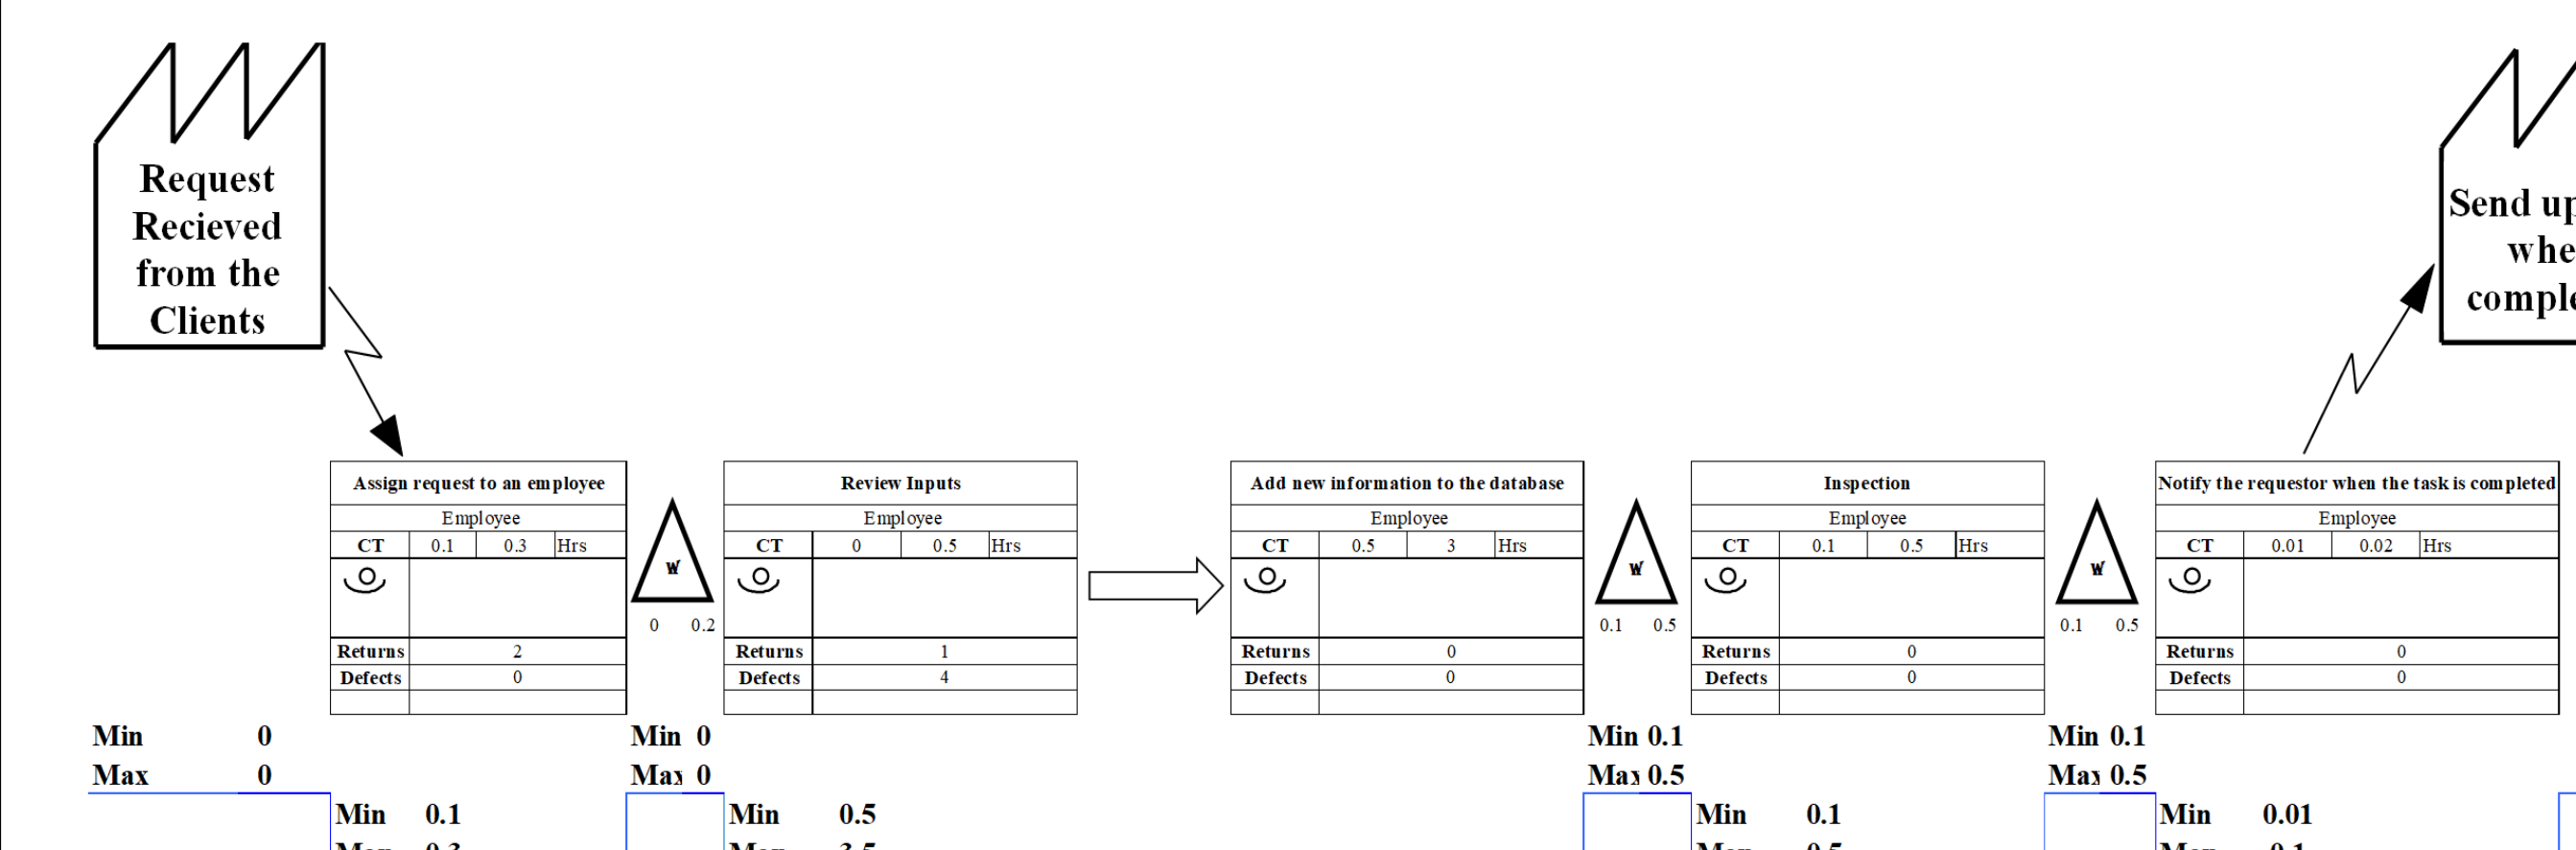 Request
Recieved
from the
Clients
Send up
whe
comple
Assign request to an employee
Employee
CT 0.1 0.3 Hrs
Returns 2
Defects 0
W
0 0.2
Review Inputs
Employee
CT 0 0.5 Hrs
Returns 1
Defects 4
Add new information to the database
Employee
CT 0.5 3 Hrs
Returns 0
Defects 0
W
0.1 0.5
Inspection
Employee
CT 0.1 0.5 Hrs
Returns 0
Defects 0
W
0.1 0.5
Notify the requestor when the task is completed
Employee
CT 0.01 0.02 Hrs
Returns 0
Defects 0
Min 0
Max 0
Min 0
Max 0
Min 0.1
Max 0.5
Min 0.1
Max 0.5
Min 0.1
Min 0.5
Min 0.1
Min 0.01